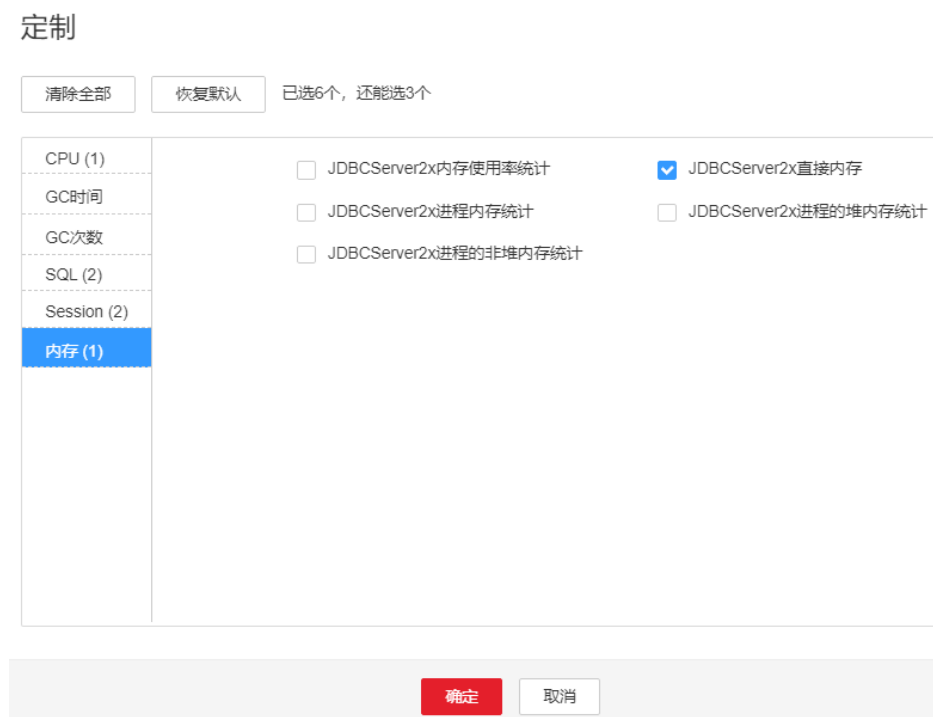 定制
清除全部 恢复默认 已选6个，还能选3个
CPU (1)
GC时间
GC次数
SQL (2)
Session (2)
内存 (1)
JDBCServer2x内存使用率统计 JDBCServer2x直接内存
JDBCServer2x进程内存统计 JDBCServer2x进程的堆内存统计
JDBCServer2x进程的非堆内存统计
确定 取消